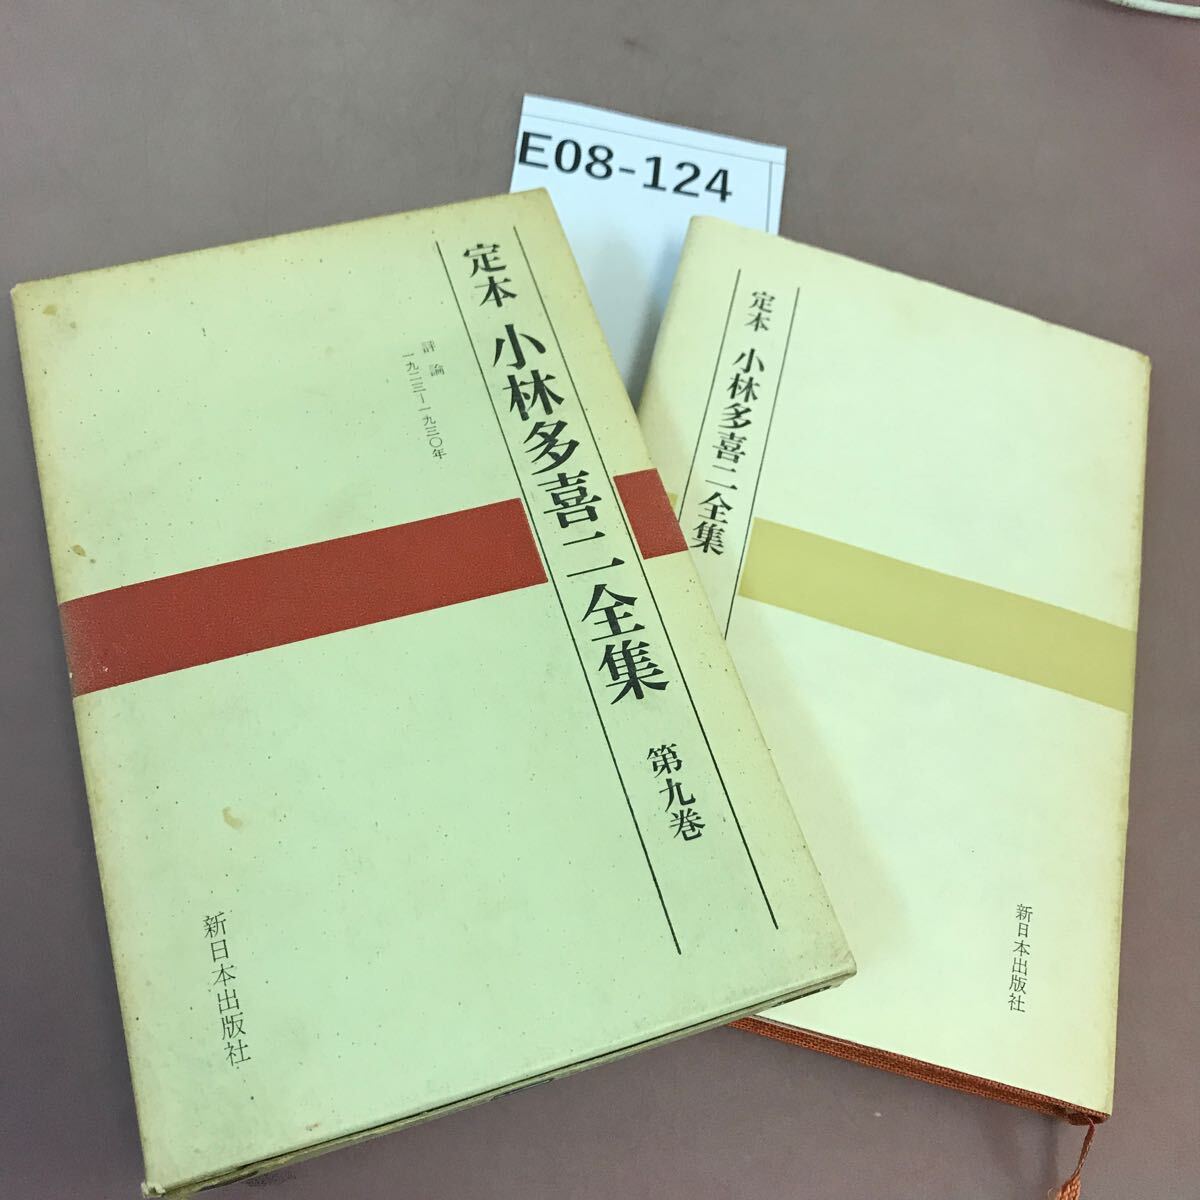 E08-124
定本 小林多喜二全集 第九巻
評論
一九二三ー一九三〇年
新日本出版社
定本 小林多喜二全集
新日本出版社